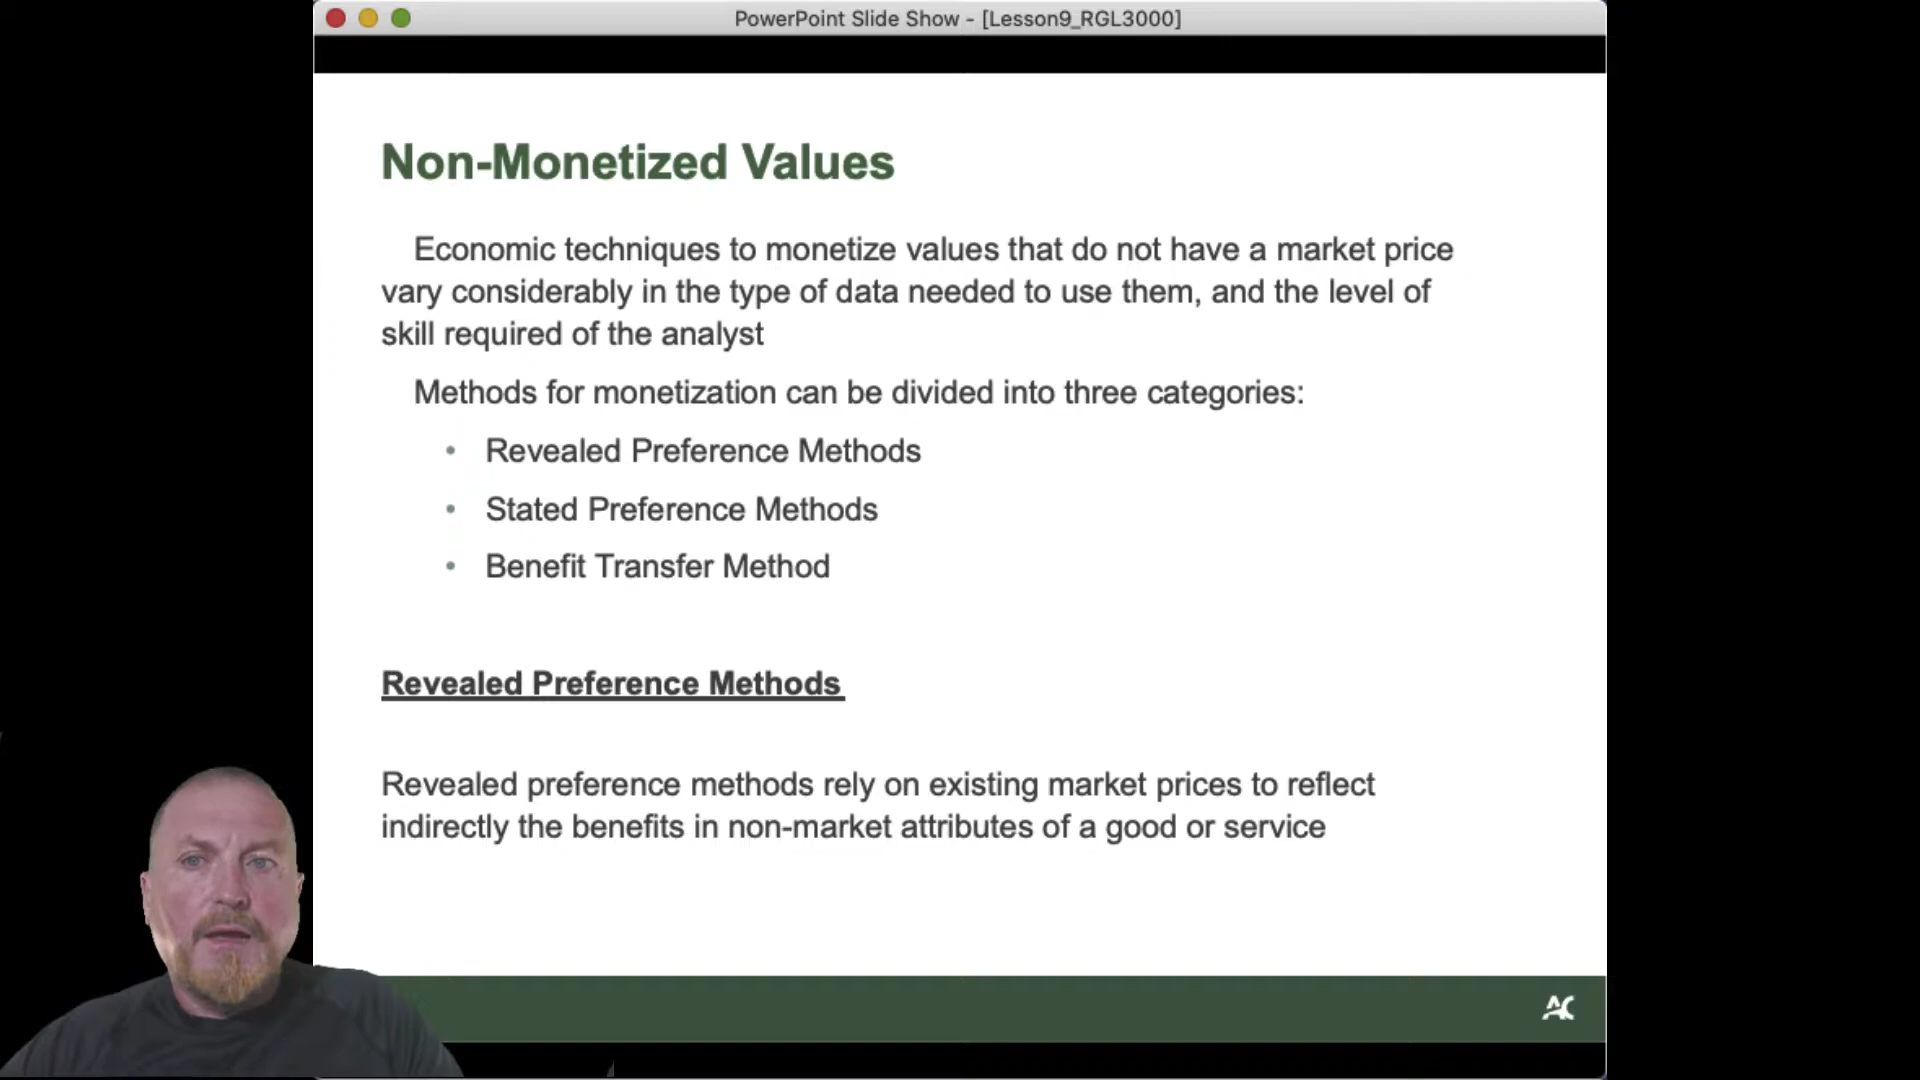 PowerPoint Slide Show - [Lesson9_RGL3000]
Non-Monetized Values
Economic techniques to monetize values that do not have a market price
vary considerably in the type of data needed to use them, and the level of
skill required of the analyst
Methods for monetization can be divided into three categories:
• Revealed Preference Methods
• Stated Preference Methods
• Benefit Transfer Method
Revealed Preference Methods
Revealed preference methods rely on existing market prices to reflect
indirectly the benefits in non-market attributes of a good or service
AC